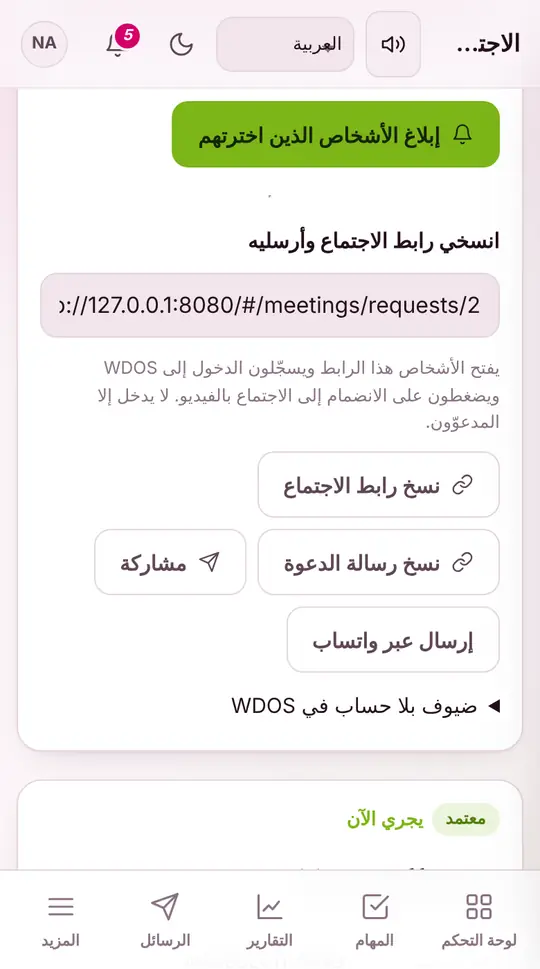 الاجتـ...
العربية
5
NA
إبلاغ الأشخاص الذين اخترتهم
انسخي رابط الاجتماع وأرسليه
://127.0.0.1:8080/#/meetings/requests/2
يفتح الأشخاص هذا الرابط ويسجّلون الدخول إلى WDOS
ويضغطون على الانضمام إلى الاجتماع بالفيديو. لا يدخل إلا
المدعوّون.
نسخ رابط الاجتماع
نسخ رسالة الدعوة
مشاركة
إرسال عبر واتساب
ضيوف بلا حساب في WDOS
معتمد
يجري الآن
لوحة التحكم
المهام
التقارير
الرسائل
المزيد